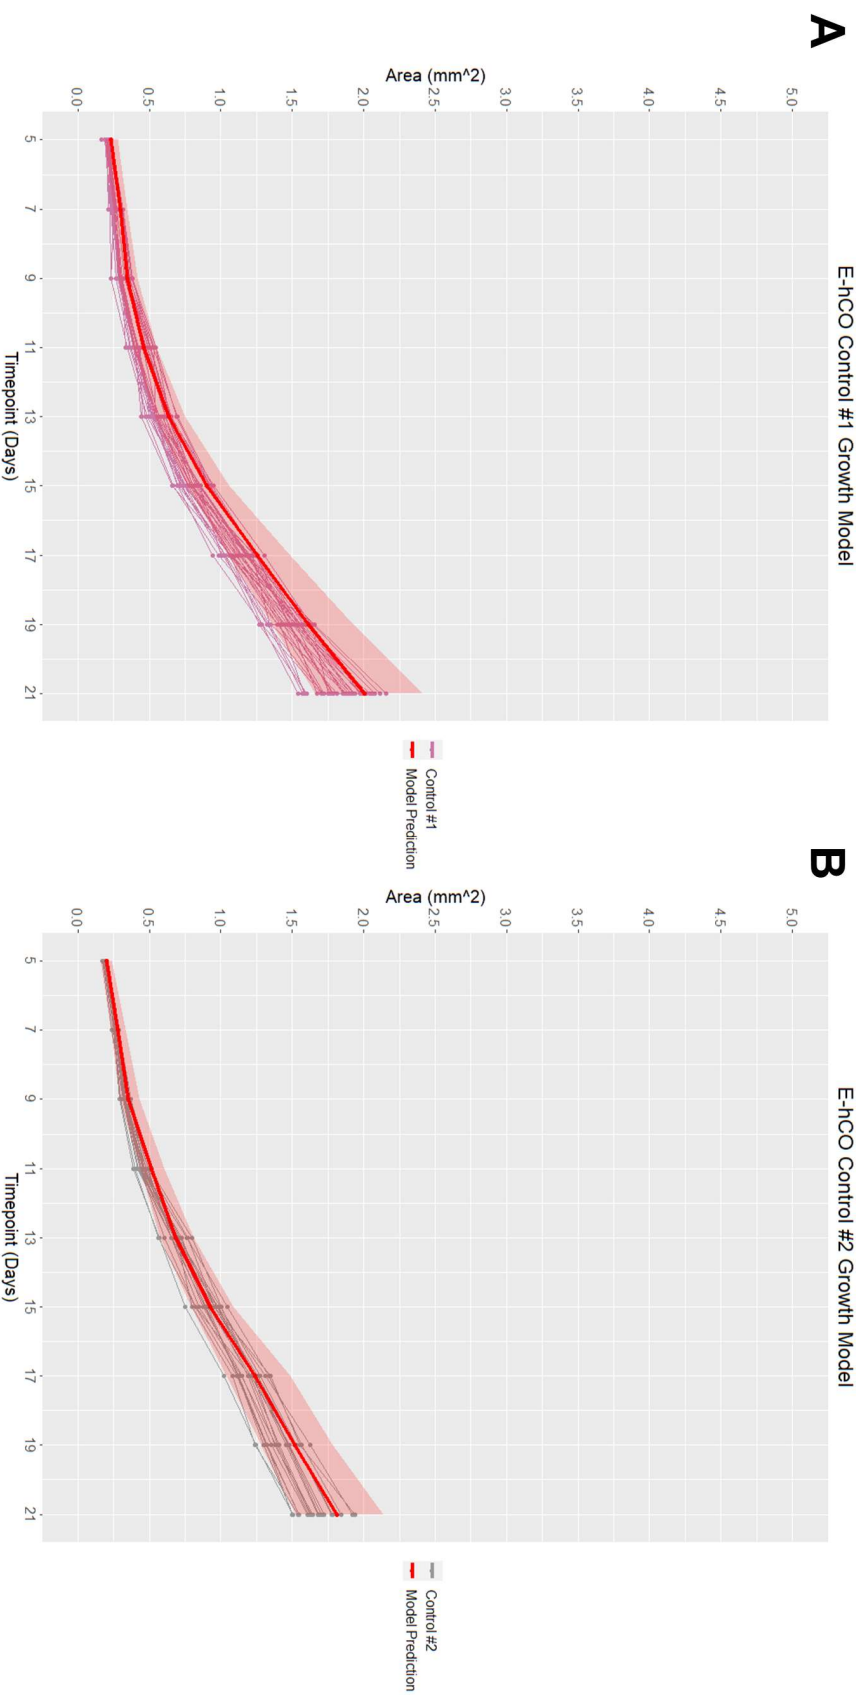 A
E-hCO Control #1 Growth Model
Area (mm^2)
5.0
4.5
4.0
3.5
3.0
2.5
2.0
1.5
1.0
0.5
0.0
5 7 9 11 13 15 17 19 21
Timepoint (Days)
Control #1
Model Prediction
B
E-hCO Control #2 Growth Model
Area (mm^2)
5.0
4.5
4.0
3.5
3.0
2.5
2.0
1.5
1.0
0.5
0.0
5 7 9 11 13 15 17 19 21
Timepoint (Days)
Control #2
Model Prediction